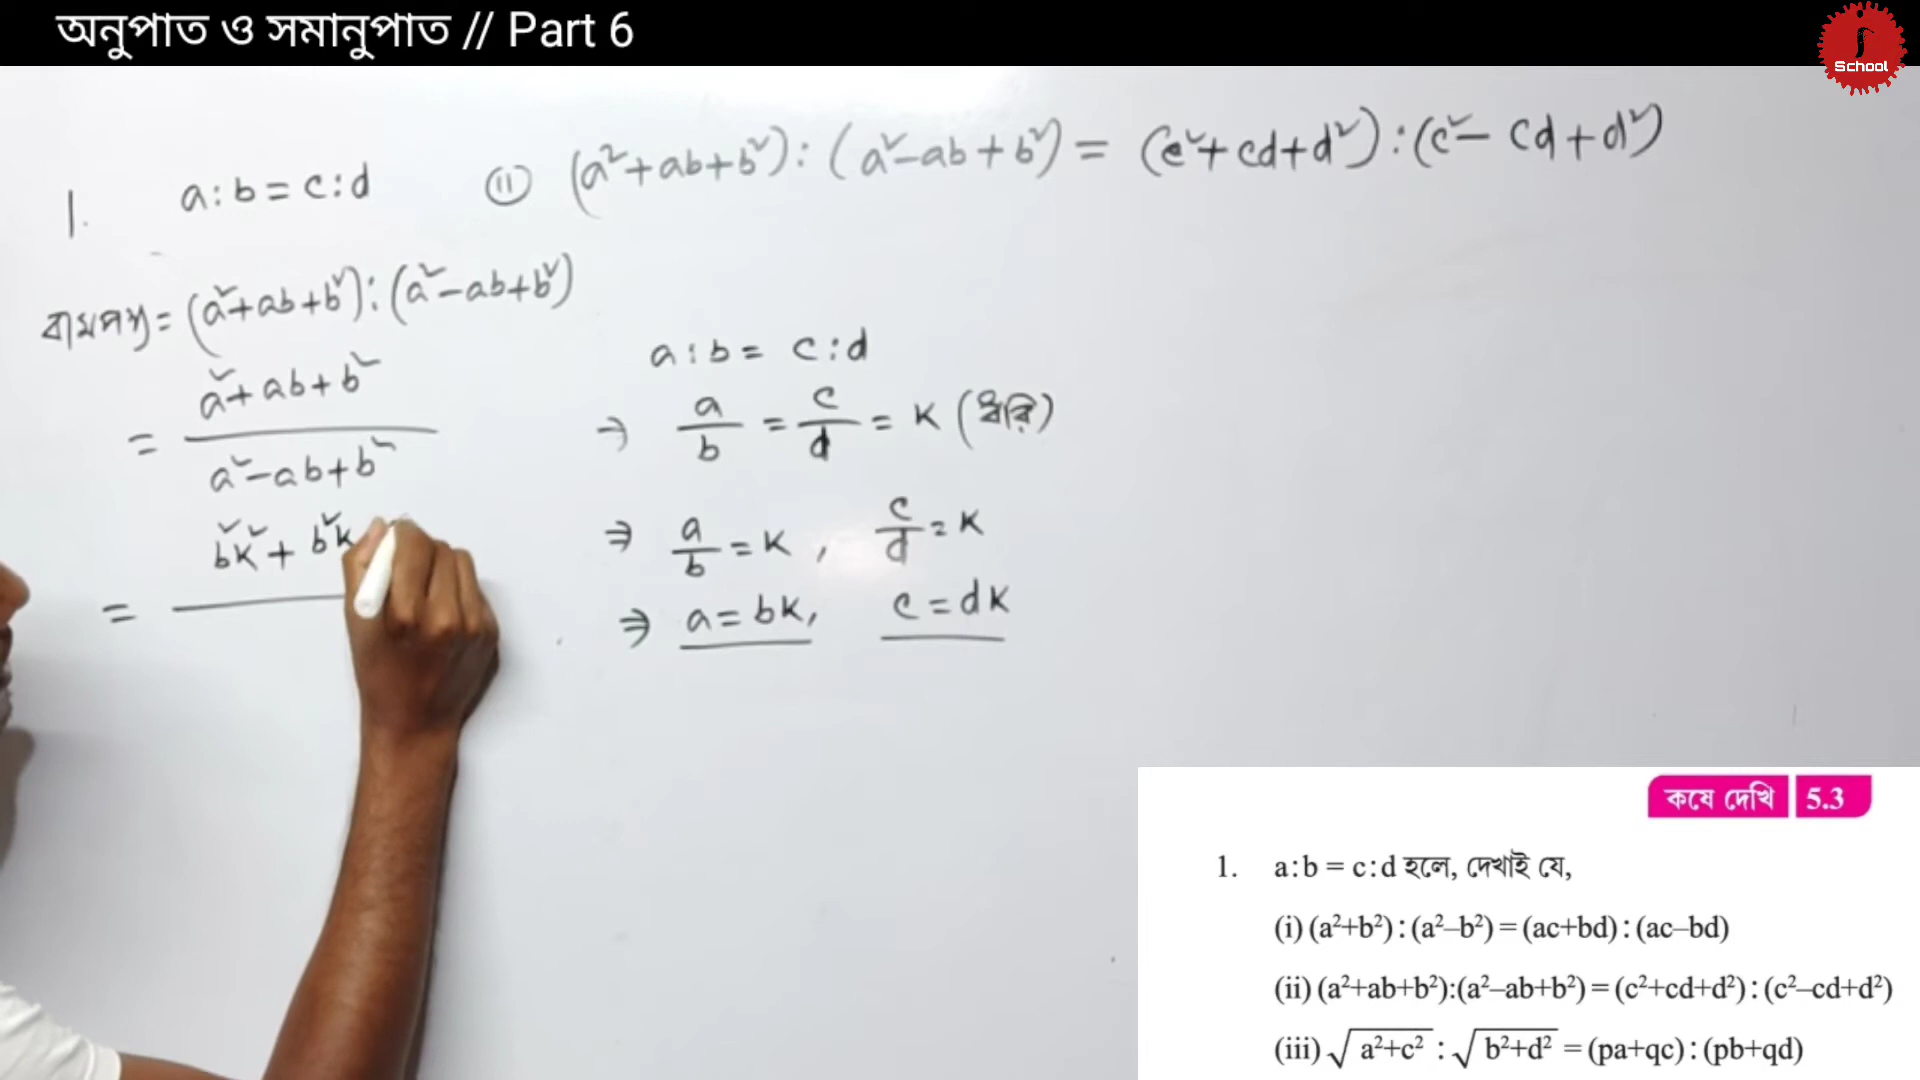 অনুপাত ও সমানুপাত // Part 6
School
1. a:b = c:d (ii) (a²+ab+b²):(a²-ab+b²) = (c²+cd+d²):(c²-cd+d²)
বামপক্ষ = (a²+ab+b²):(a²-ab+b²)
= a²+ab+b² / a²-ab+b²
= b²k² + b²k
a:b = c:d
→ a/b = c/d = K (ধরি)
⇒ a/b = K, c/d = K
⇒ a = bK, c = dK
কষে দেখি 5.3
1. a:b = c:d হলে, দেখাই যে,
(i) (a²+b²) : (a²–b²) = (ac+bd) : (ac–bd)
(ii) (a²+ab+b²):(a²–ab+b²) = (c²+cd+d²) : (c²–cd+d²)
(iii) √a²+c² : √b²+d² = (pa+qc) : (pb+qd)